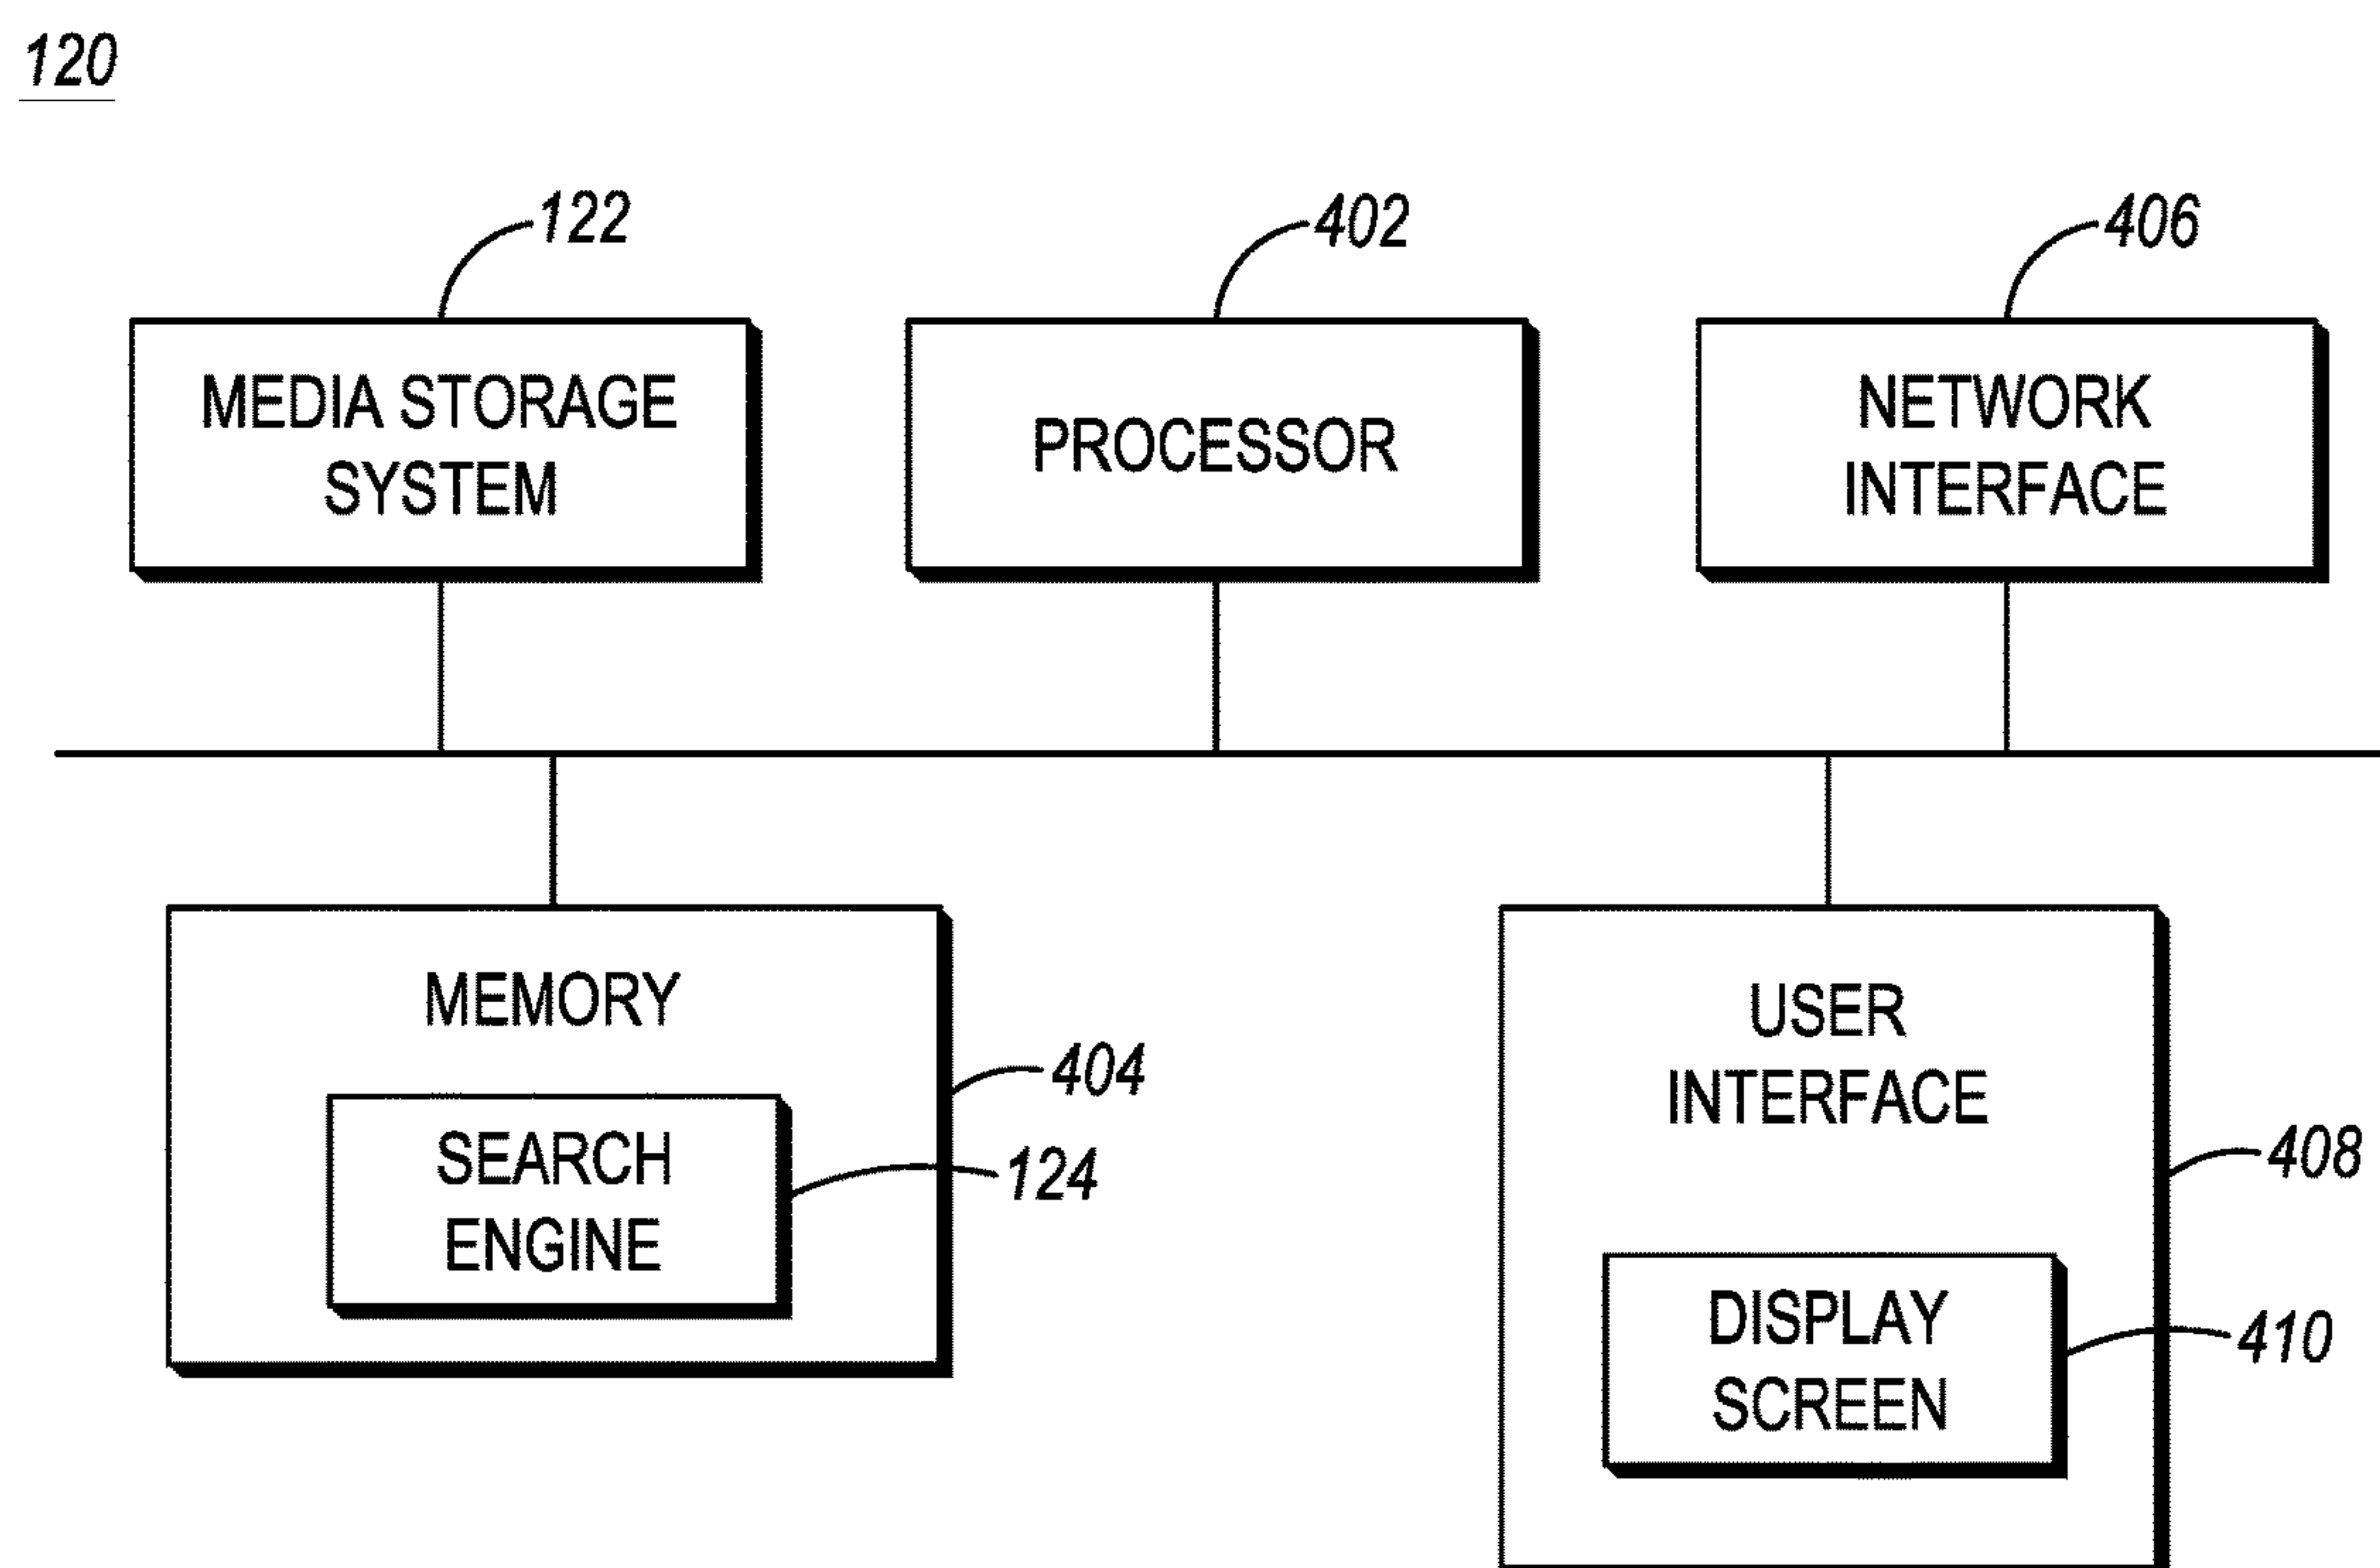 120
122
402
406
MEDIA STORAGE
SYSTEM
PROCESSOR
NETWORK
INTERFACE
MEMORY
404
SEARCH
ENGINE
124
USER
INTERFACE
408
DISPLAY
SCREEN
410